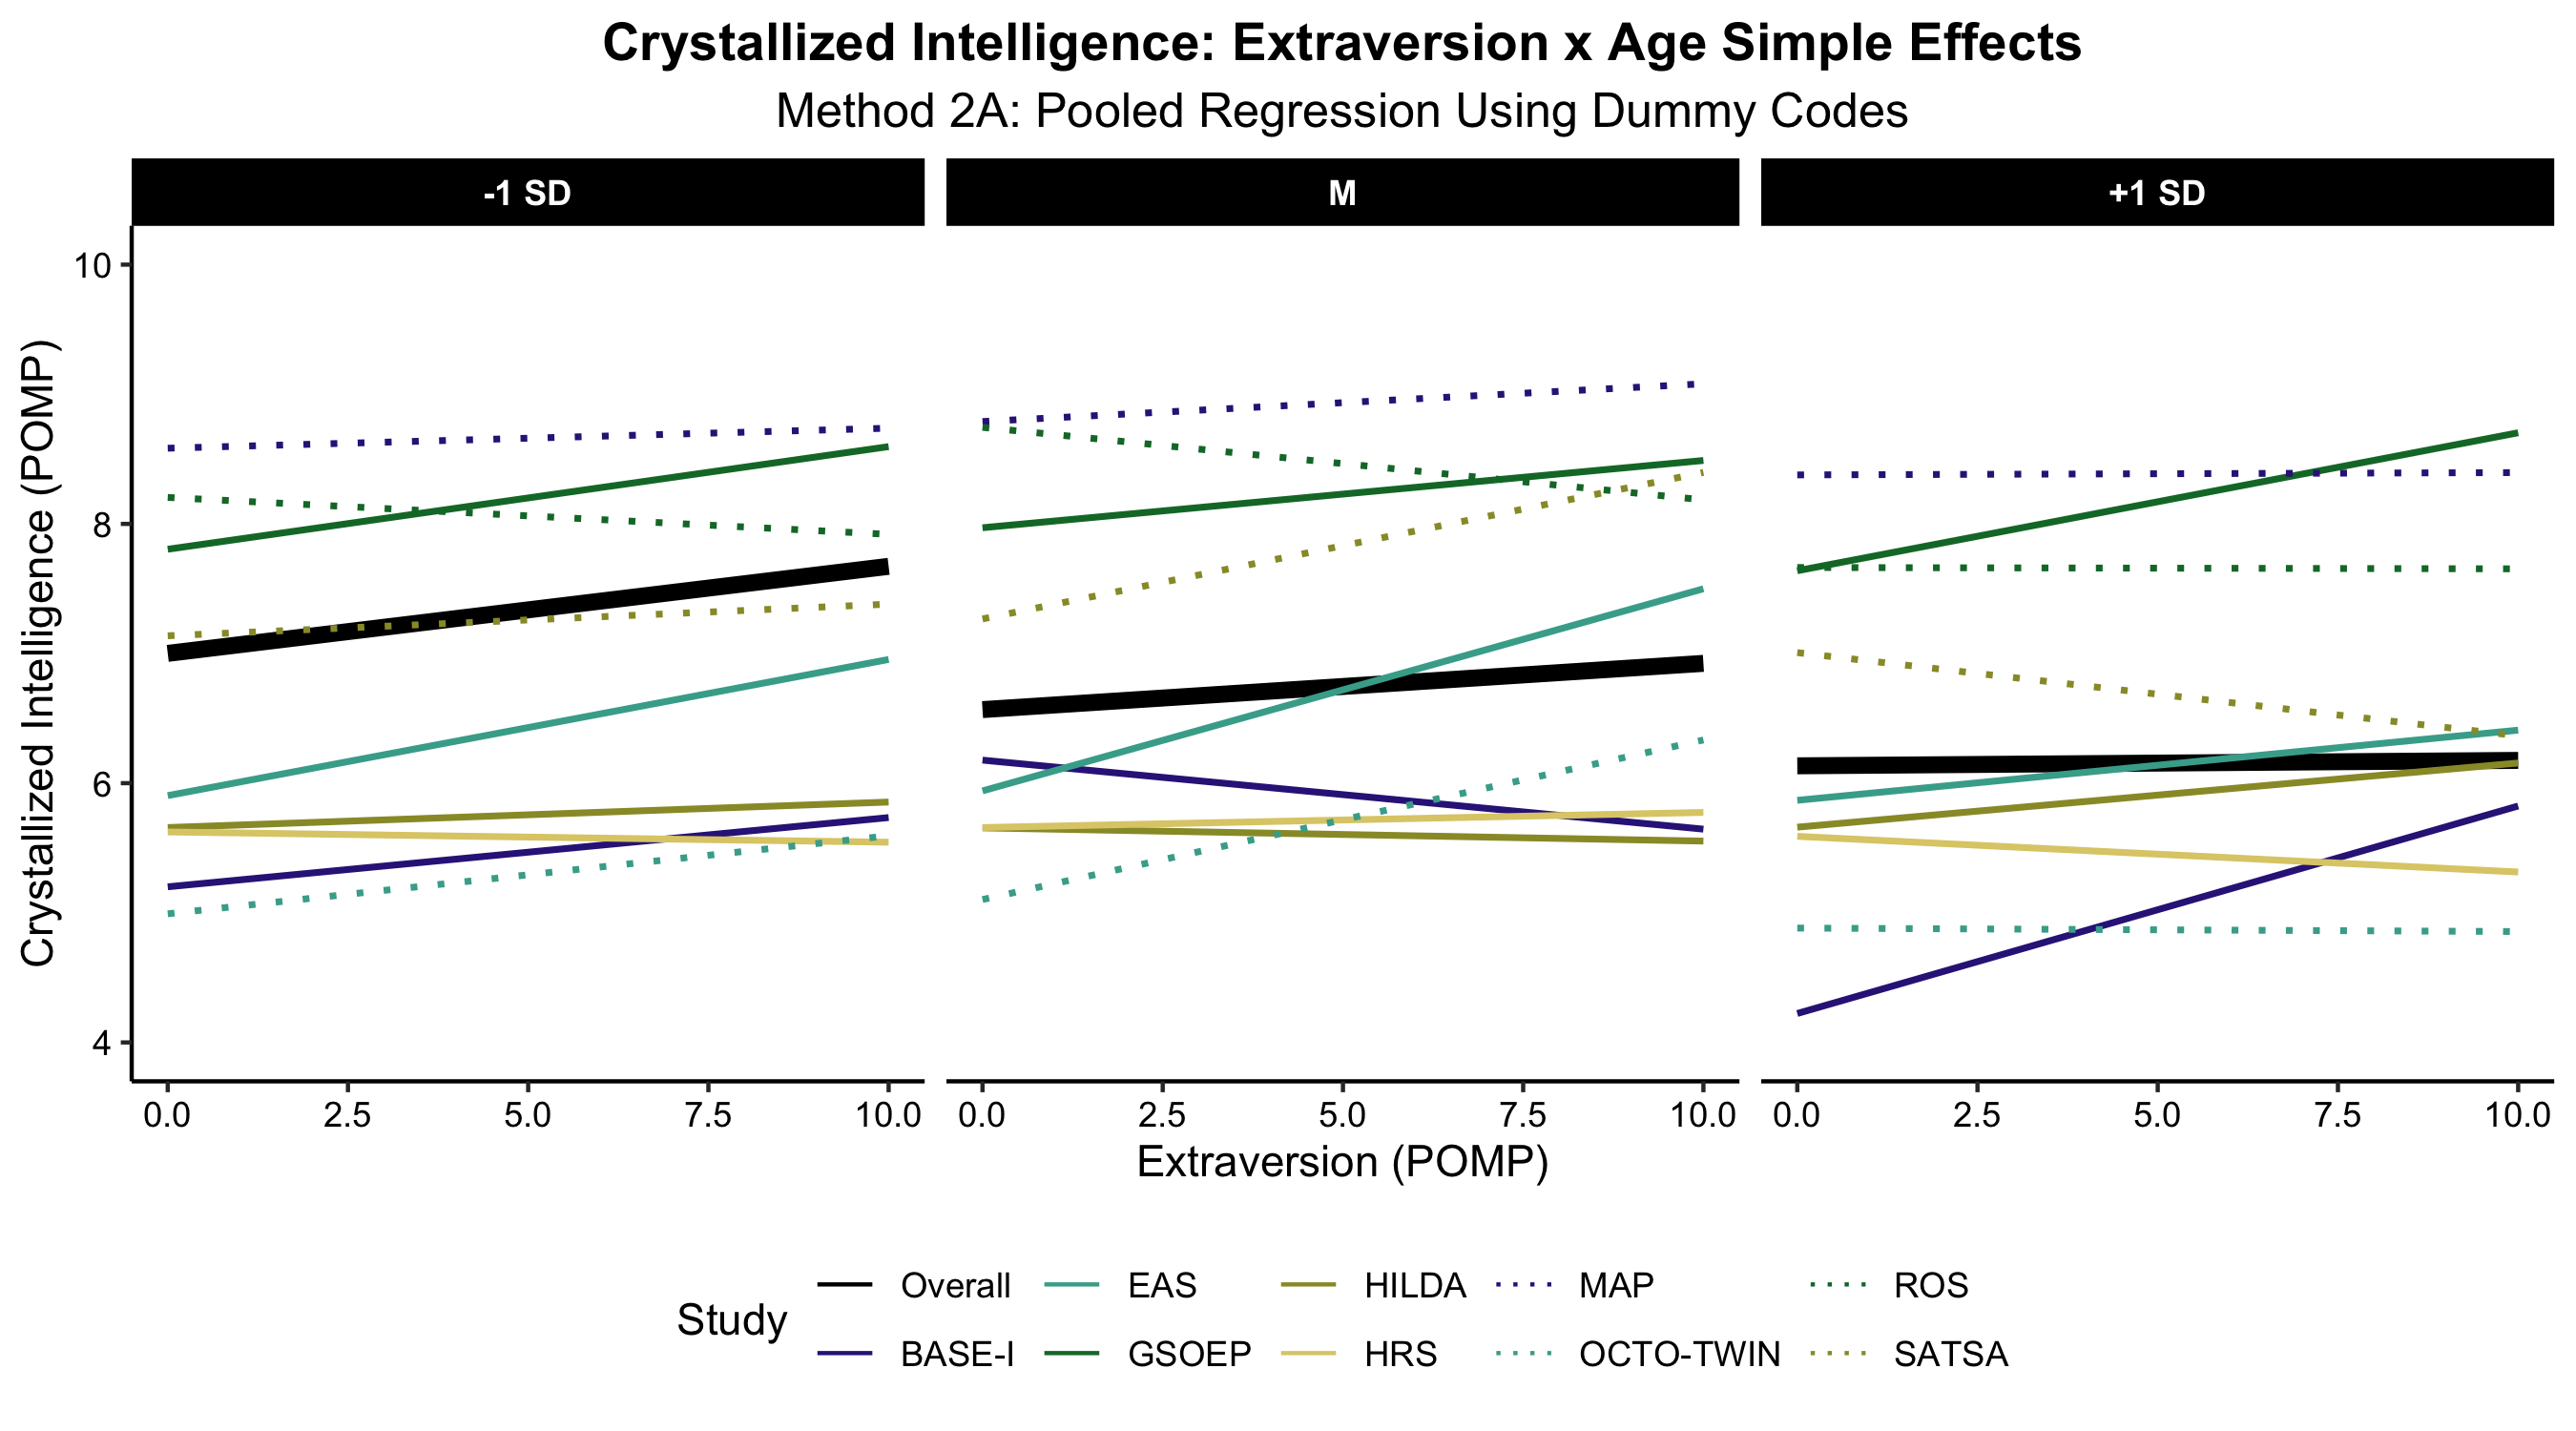 Crystallized Intelligence: Extraversion x Age Simple Effects
Method 2A: Pooled Regression Using Dummy Codes
-1 SD
M
+1 SD
Crystallized Intelligence (POMP)
10
8
6
4
0.0 2.5 5.0 7.5 10.0
0.0 2.5 5.0 7.5 10.0
0.0 2.5 5.0 7.5 10.0
Extraversion (POMP)
Study
Overall EAS HILDA MAP ROS
BASE-I GSOEP HRS OCTO-TWIN SATSA